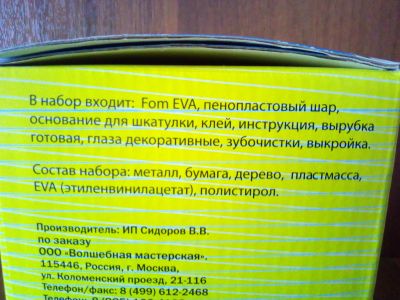 В набор входит: Fom EVA, пенопластовый шар,
основание для шкатулки, клей, инструкция, вырубка
готовая, глаза декоративные, зубочистки, выкройка.
Состав набора: металл, бумага, дерево, пластмасса,
EVA (этиленвинилацетат), полистирол.
Производитель: ИП Сидоров В.В.
по заказу
ООО «Волшебная мастерская»,
115446, Россия, г. Москва,
ул. Коломенский проезд, 21-116
Телефон/факс: 8 (499) 612-2468